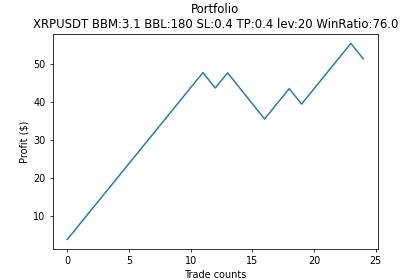 Portfolio
XRPUSDT BBM:3.1 BBL:180 SL:0.4 TP:0.4 lev:20 WinRatio:76.0
50
40
30
20
10
Profit ($)
0 5 10 15 20 25
Trade counts